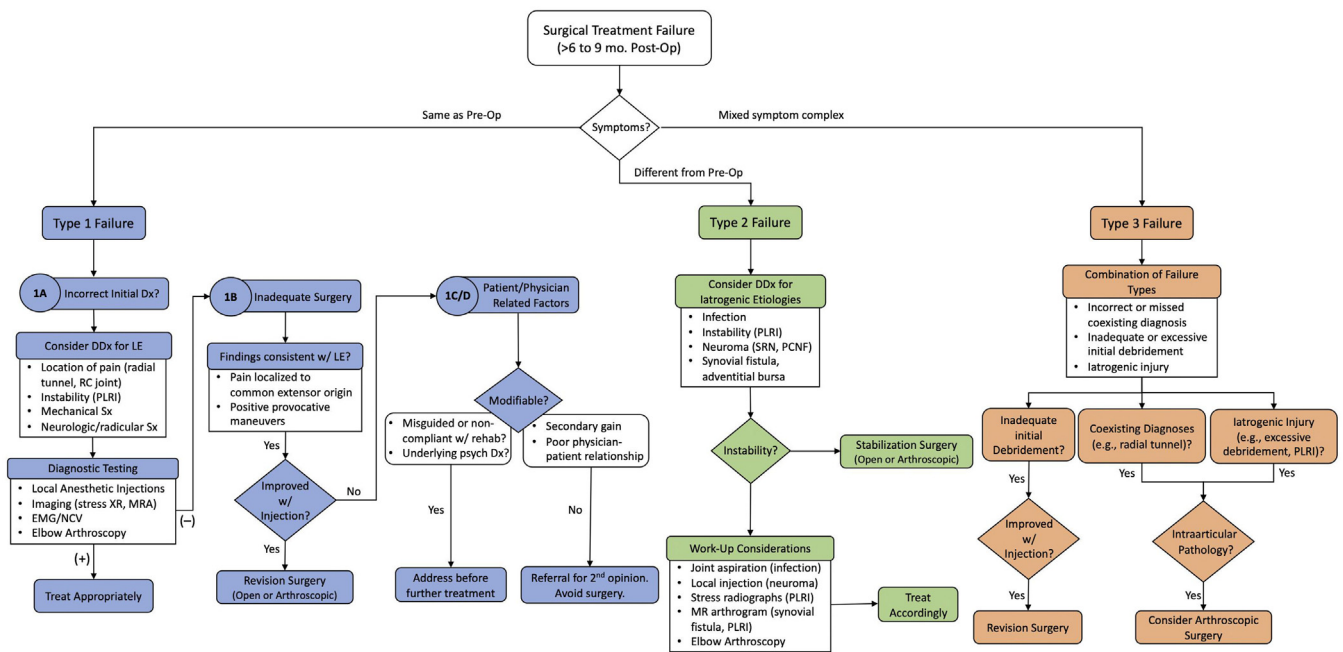 Surgical Treatment Failure
(>6 to 9 mo. Post-Op)
Symptoms?
Same as Pre-Op
Mixed symptom complex
Different from Pre-Op
Type 1 Failure
1A
Incorrect Initial Dx?
Consider DDx for LE
• Location of pain (radial
tunnel, RC joint)
• Instability (PLRI)
• Mechanical Sx
• Neurologic/radicular Sx
Diagnostic Testing
• Local Anesthetic Injections
• Imaging (stress XR, MRA)
• EMG/NCV
• Elbow Arthroscopy
(–)
(+)
Treat Appropriately
1B
Inadequate Surgery
Findings consistent w/ LE?
• Pain localized to
common extensor origin
• Positive provocative
maneuvers
Yes
Improved
w/
Injection?
No
Yes
Revision Surgery
(Open or Arthroscopic)
1C/D
Patient/Physician
Related Factors
Modifiable?
• Misguided or non-
compliant w/ rehab?
• Underlying psych Dx?
• Secondary gain
• Poor physician-
patient relationship
Yes
No
Address before
further treatment
Referral for 2nd opinion.
Avoid surgery.
Type 2 Failure
Consider DDx for
Iatrogenic Etiologies
• Infection
• Instability (PLRI)
• Neuroma (SRN, PCNF)
• Synovial fistula,
adventitial bursa
Instability?
Stabilization Surgery
(Open or Arthroscopic)
Work-Up Considerations
• Joint aspiration (infection)
• Local injection (neuroma)
• Stress radiographs (PLRI)
• MR arthrogram (synovial
fistula, PLRI)
• Elbow Arthroscopy
Treat
Accordingly
Type 3 Failure
Combination of Failure
Types
• Incorrect or missed
coexisting diagnosis
• Inadequate or excessive
initial debridement
• Iatrogenic injury
Inadequate
initial
Debridement?
Yes
Improved
w/
Injection?
Yes
Revision Surgery
Coexisting Diagnoses
(e.g., radial tunnel)?
Yes
Iatrogenic Injury
(e.g., excessive
debridement, PLRI)?
Yes
Intraarticular
Pathology?
Yes
Consider Arthroscopic
Surgery